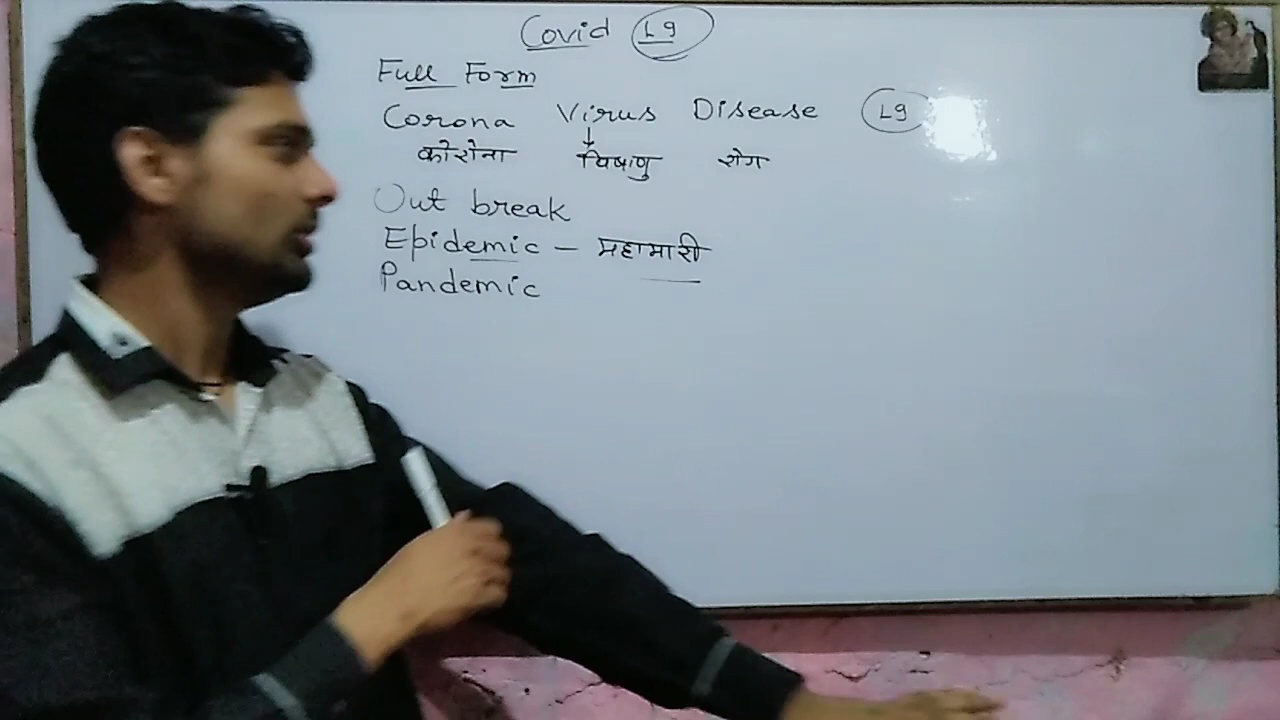 Covid 19
Full Form
Corona Virus Disease 19
कोरोना विषाणु रोग
Out break
Epidemic - महामारी
Pandemic